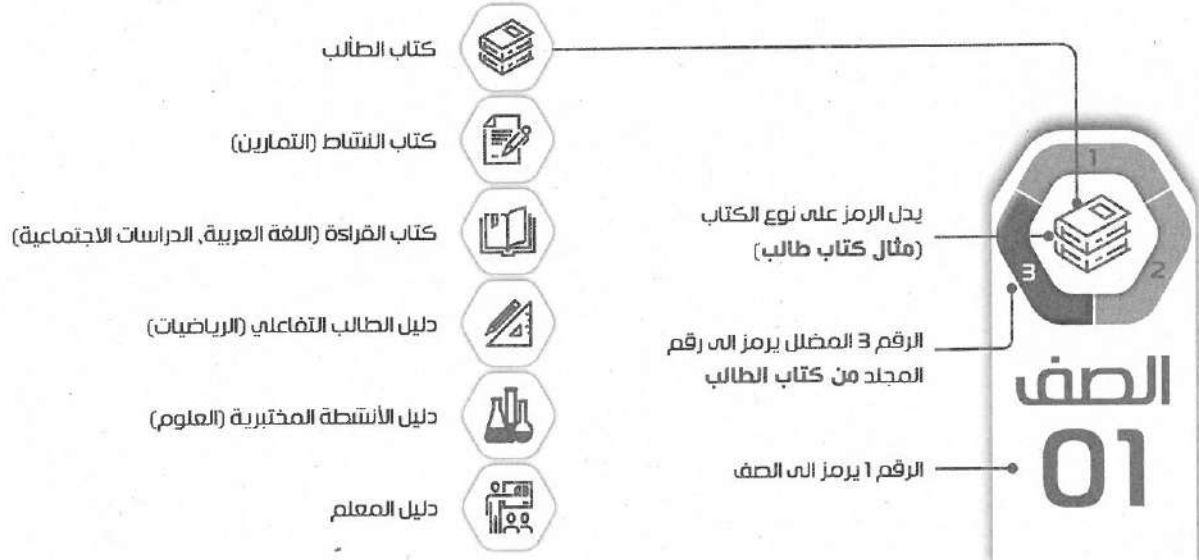 كتاب الطالب
كتاب النشاط (التمارين)
كتاب القراءة (اللغة العربية، الدراسات الاجتماعية)
دليل الطالب التفاعلي (الرياضيات)
دليل الأنشطة المختبرية (العلوم)
دليل المعلم
1
2
3
يدل الرمز على نوع الكتاب
(مثال كتاب طالب)
الرقم 3 المضلل يرمز الى رقم
المجلد من كتاب الطالب
الصف
01
الرقم 1 يرمز الى الصف